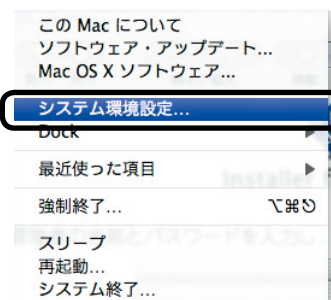 この Mac について
ソフトウェア・アップデート...
Mac OS X ソフトウェア...
システム環境設定...
Dock ▶
最近使った項目 ▶
強制終了... ⌥⌘⎋
スリープ
再起動...
システム終了...